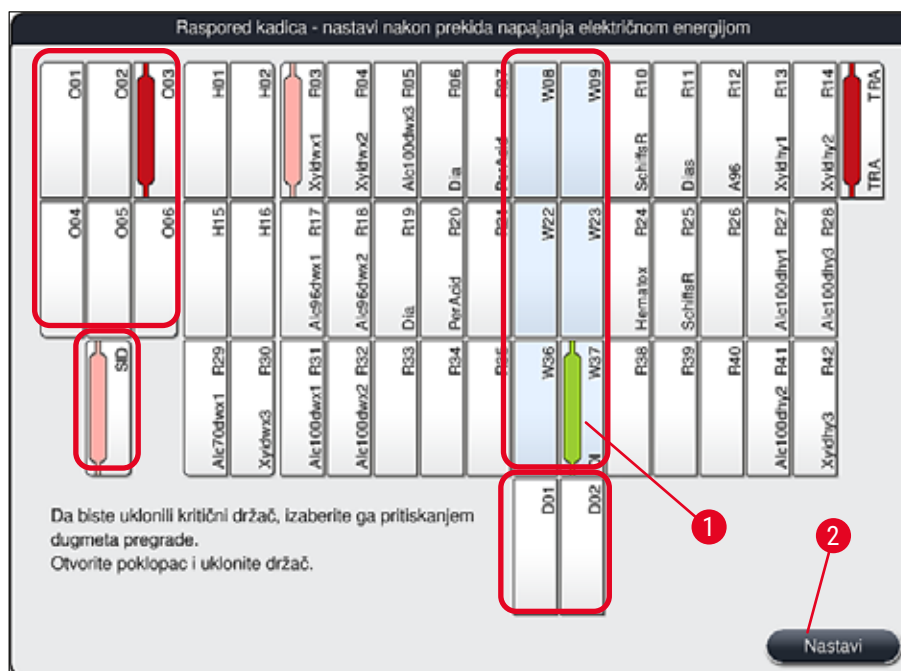 Raspored kadica - nastavi nakon prekida napajanja električnom energijom
O01
O02
O03
H01
H02
R03
Xyldwx1
R04
Xyldwx2
R05
Alc100dwx3
R06
Dia
R07
PerAcid
W08
W09
R10
SchiffsR
R11
Dias
R12
A96
R13
Xyldhy1
R14
Xyldhy2
TRA
TRA
O04
O05
O06
H15
H16
R17
Alc96dwx1
R18
Alc96dwx2
R19
Dia
R20
PerAcid
R21
W22
W23
R24
Hematox
R25
SchiffsR
R26
R27
Alc100dhy1
R28
Alc100dhy3
SID
R29
Alc70dwx1
R30
Xyldwx3
R31
Alc100dwx1
R32
Alc100dwx2
R33
R34
R35
W36
W37
DI
R38
R39
R40
R41
Alc100dhy2
R42
Xyldhy3
D01
D02
1
2
Da biste uklonili kritični držač, izaberite ga pritiskanjem
dugmeta pregrade.
Otvorite poklopac i uklonite držač.
Nastavi